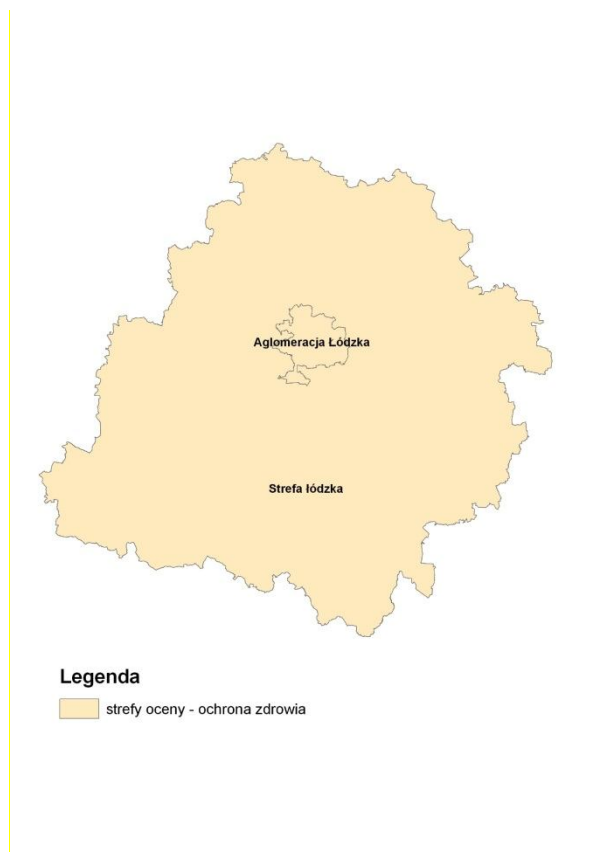 Aglomeracja Łódzka
Strefa łódzka
Legenda
strefy oceny - ochrona zdrowia